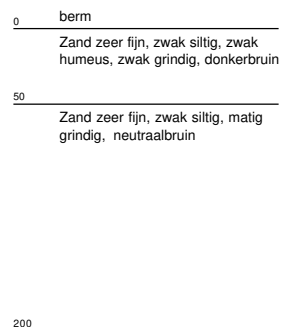 0 berm
Zand zeer fijn, zwak siltig, zwak
humeus, zwak grindig, donkerbruin
50
Zand zeer fijn, zwak siltig, matig
grindig, neutraalbruin
200